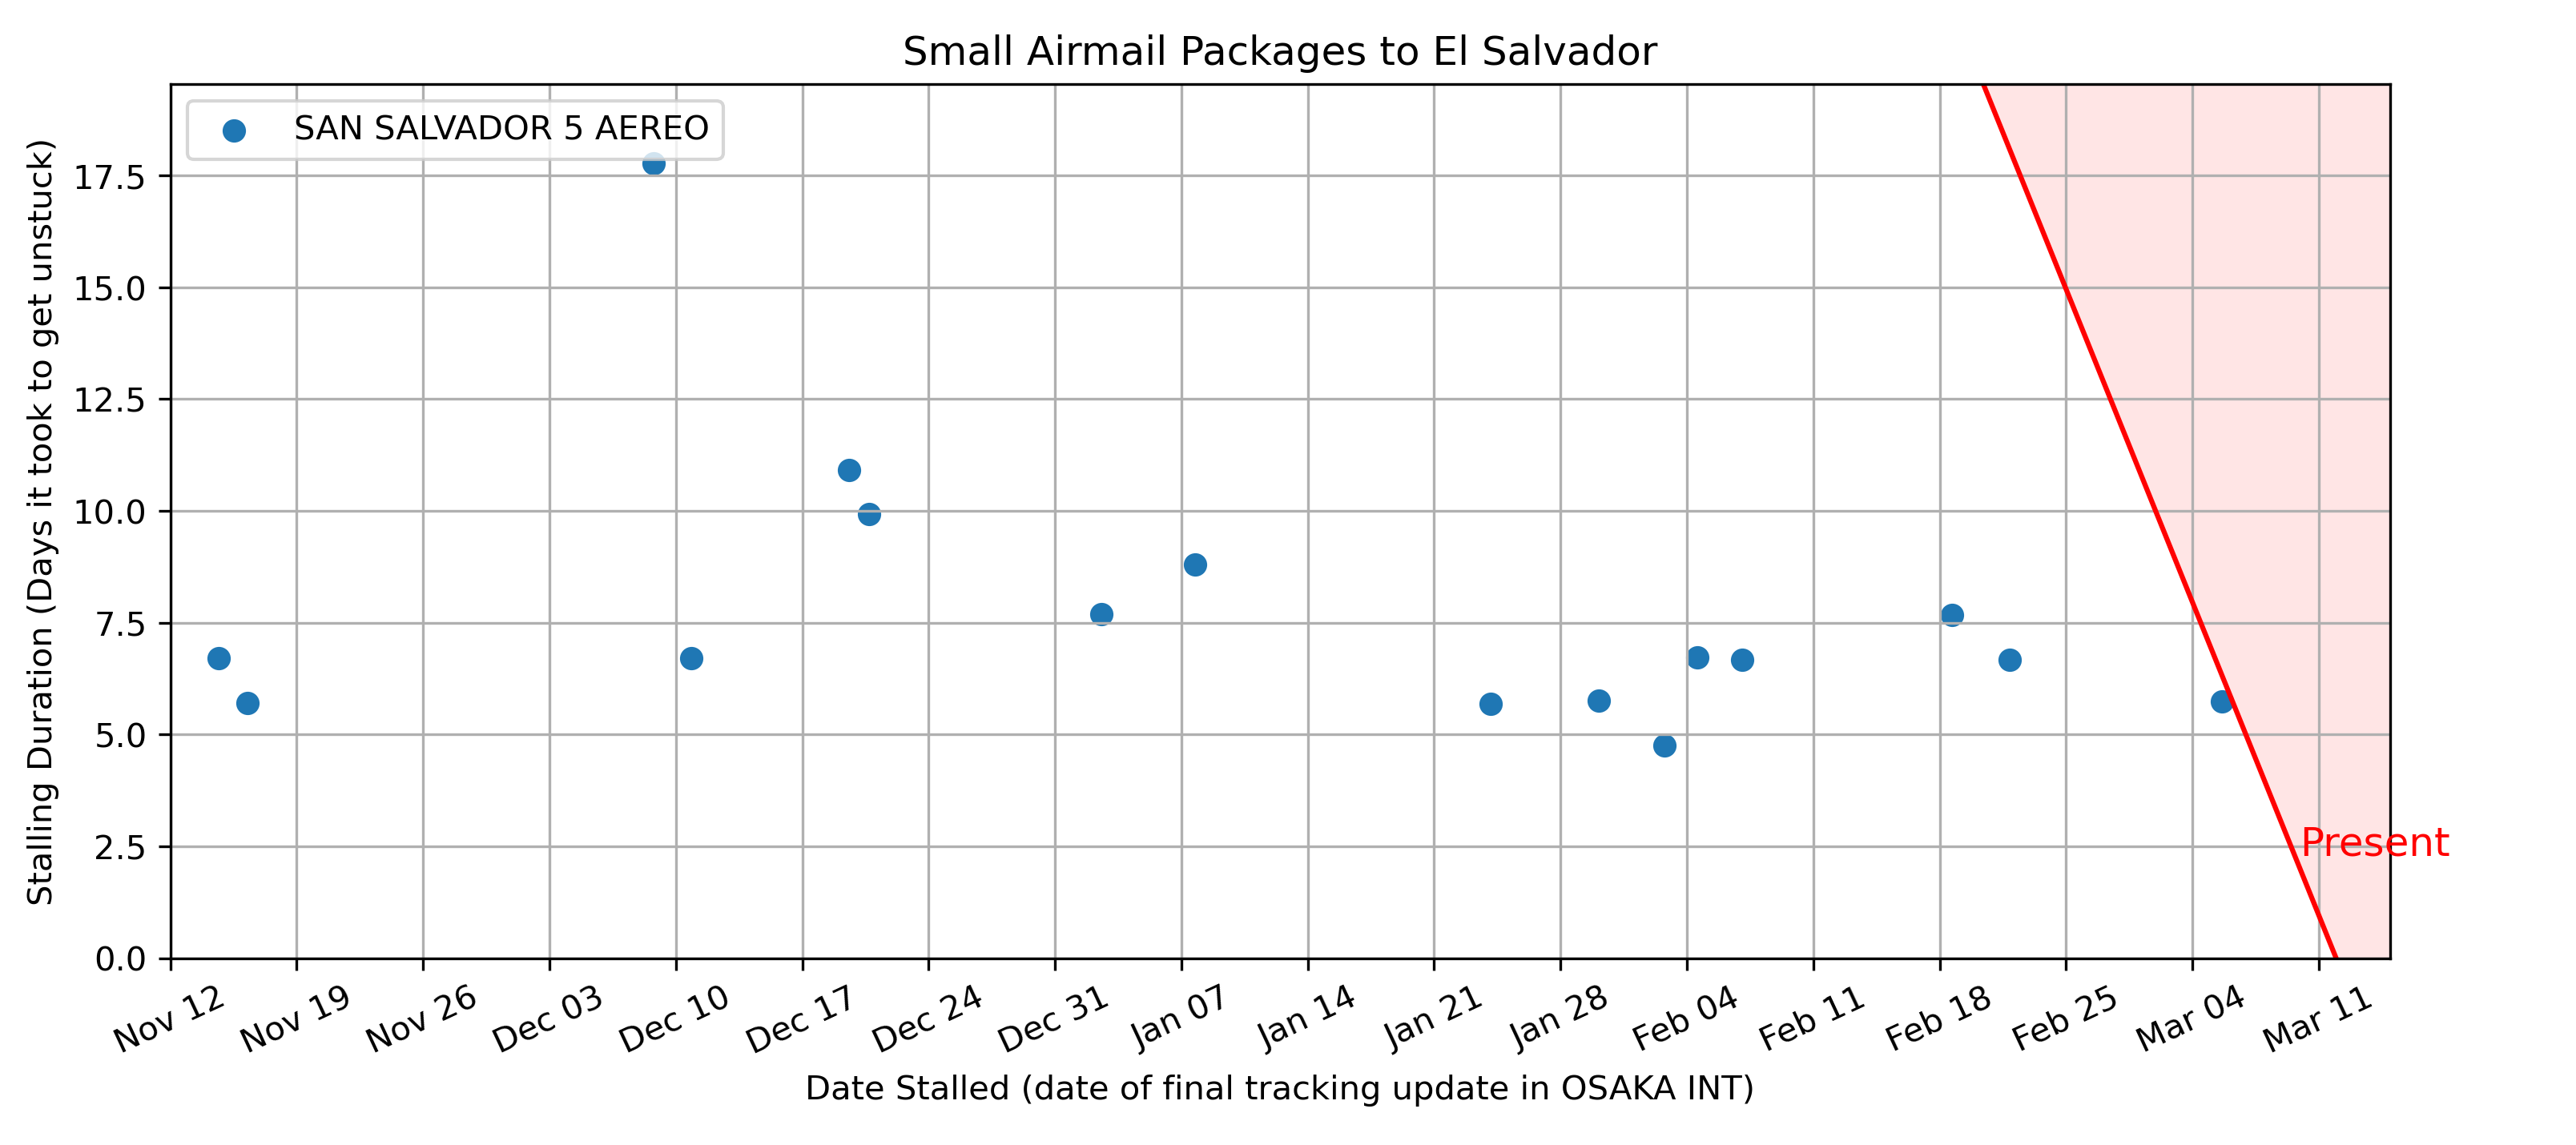 Small Airmail Packages to El Salvador
SAN SALVADOR 5 AEREO
Stalling Duration (Days it took to get unstuck)
17.5
15.0
12.5
10.0
7.5
5.0
2.5
0.0
Present
Nov 12
Nov 19
Nov 26
Dec 03
Dec 10
Dec 17
Dec 24
Dec 31
Jan 07
Jan 14
Jan 21
Jan 28
Feb 04
Feb 11
Feb 18
Feb 25
Mar 04
Mar 11
Date Stalled (date of final tracking update in OSAKA INT)